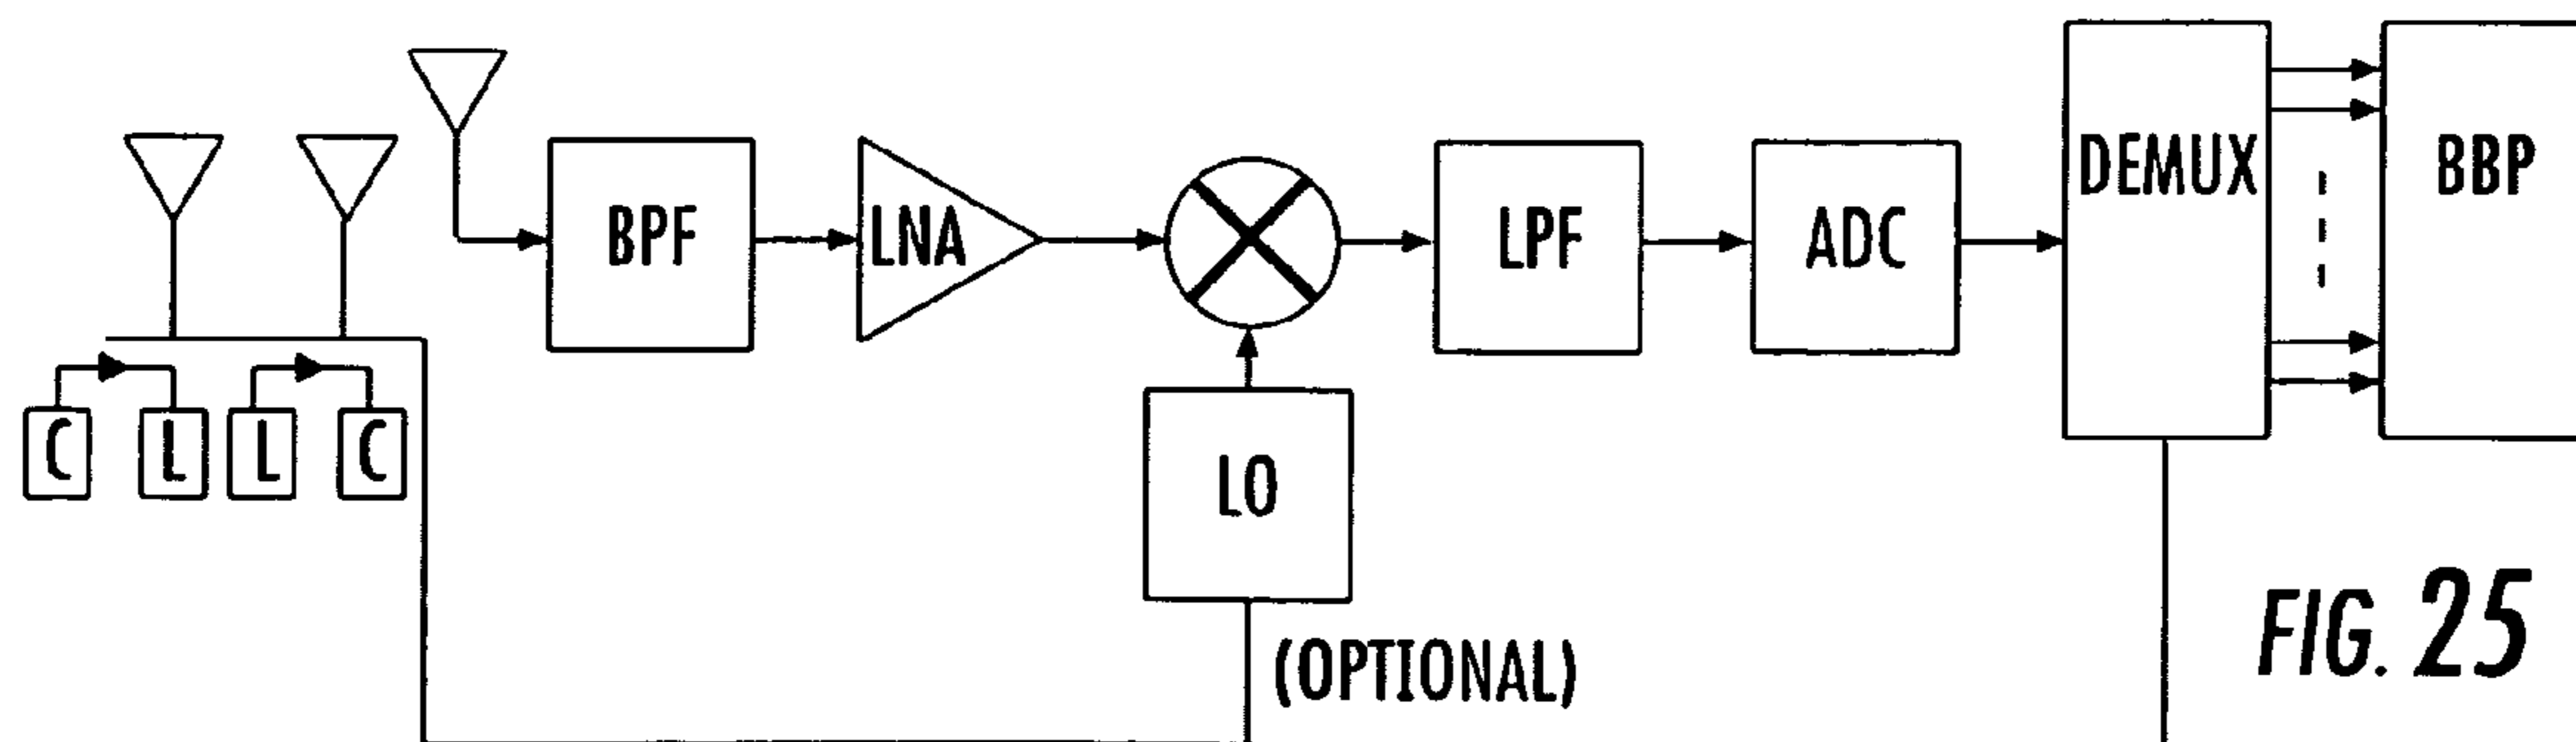 DEMUX
BBP
BPF
LNA
LPF
ADC
C
L
L
C
LO
(OPTIONAL)
FIG. 25